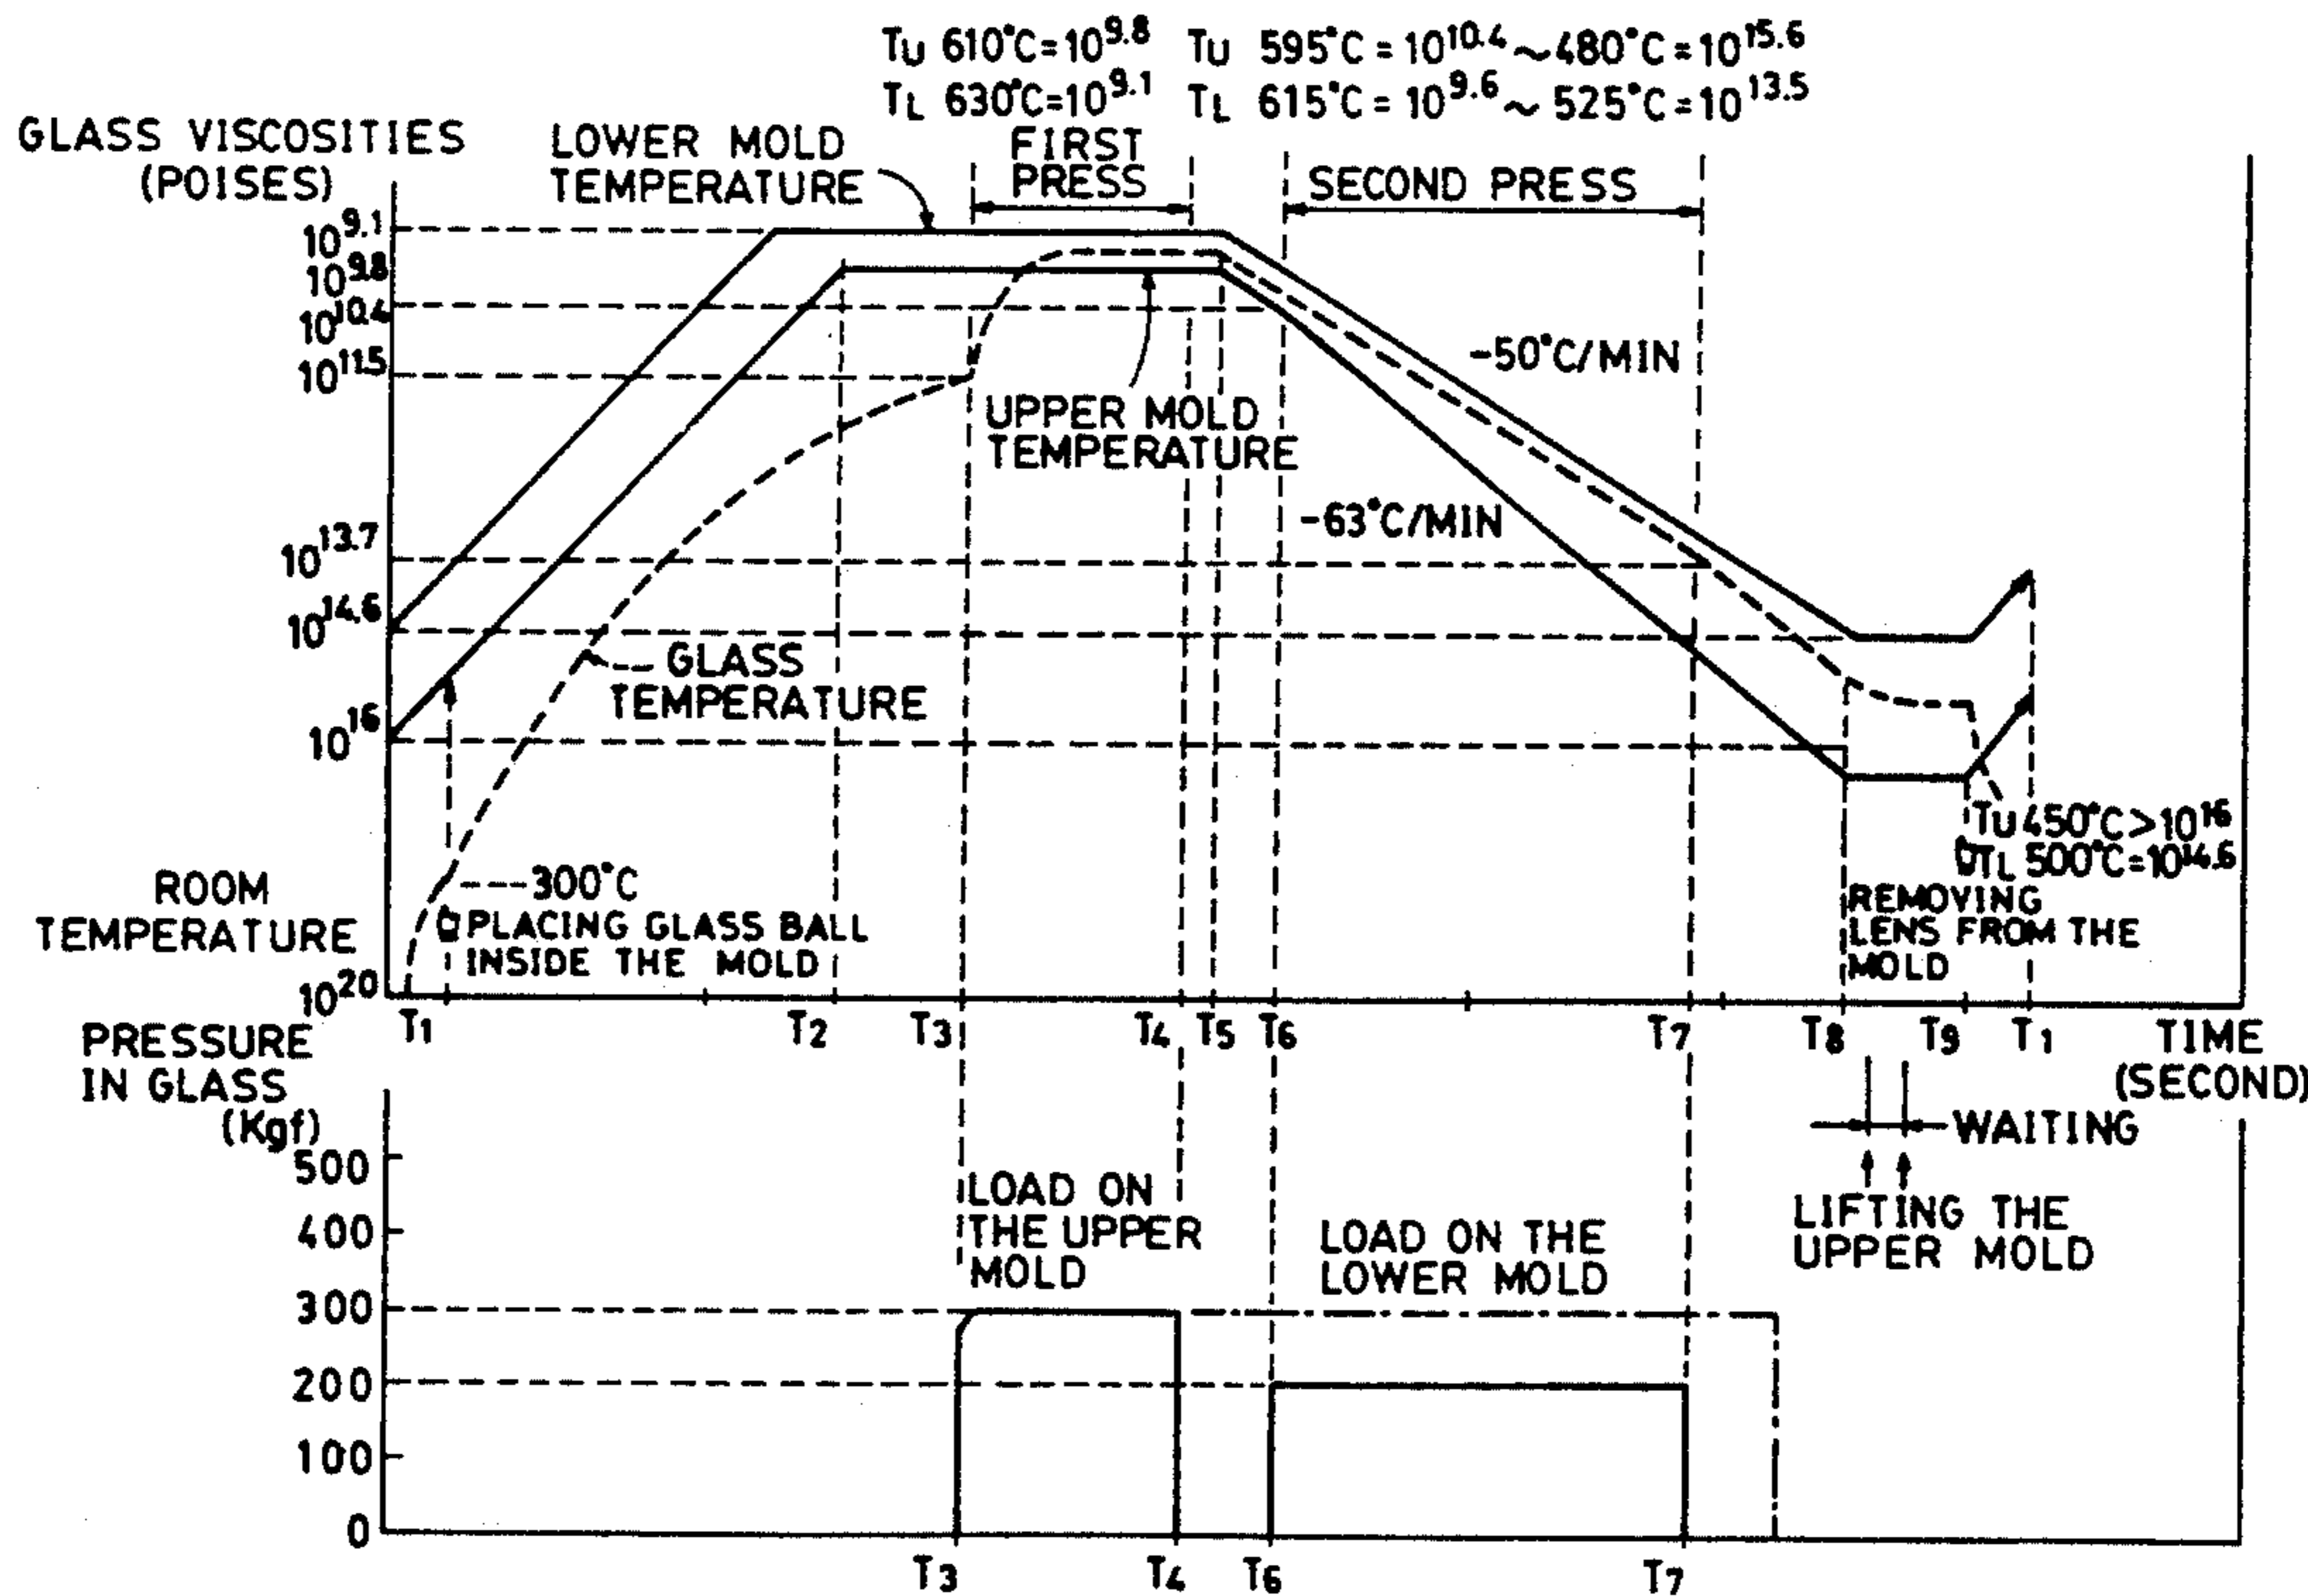 Tu 610°C=10^9.8 Tu 595°C=10^10.4~480°C=10^15.6
TL 630°C=10^9.1 TL 615°C=10^9.6~525°C=10^13.5
GLASS VISCOSITIES
(POISES)
LOWER MOLD
TEMPERATURE
FIRST
PRESS
SECOND PRESS
10^9.1
10^9.8
10^10.4
10^11.5
-50°C/MIN
UPPER MOLD
TEMPERATURE
-63°C/MIN
10^13.7
10^14.6
GLASS
TEMPERATURE
10^16
Tu 450°C>10^16
TL 500°C=10^14.6
300°C
PLACING GLASS BALL
INSIDE THE MOLD
ROOM
TEMPERATURE
REMOVING
LENS FROM THE
MOLD
10^20
T1 T2 T3 T4 T5 T6 T7 T8 T9 T1
TIME
(SECOND)
PRESSURE
IN GLASS
(Kgf)
WAITING
LIFTING THE
UPPER MOLD
500
400
300
200
100
0
LOAD ON
THE UPPER
MOLD
LOAD ON THE
LOWER MOLD
T3 T4 T6 T7